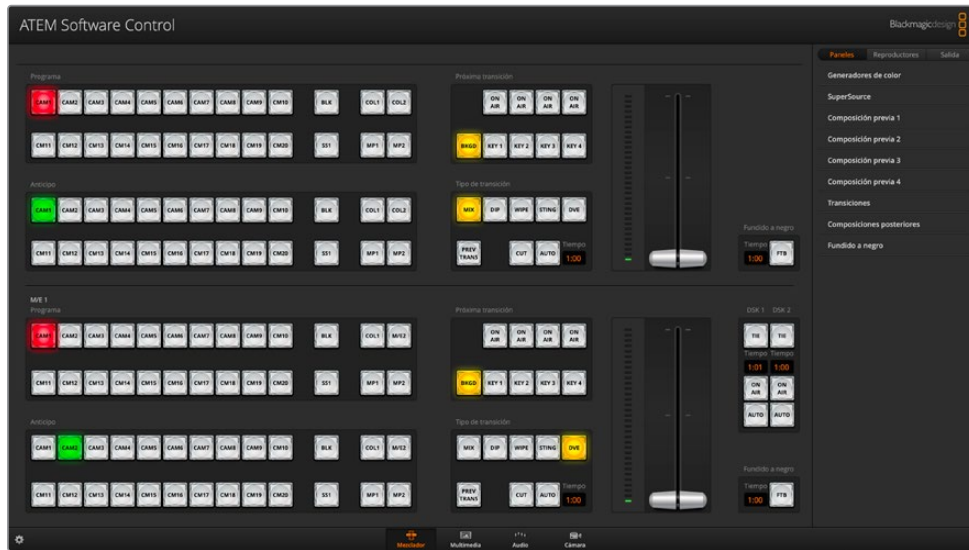 ATEM Software Control
Blackmagicdesign
Paneles Reproductores Salida
Generadores de color
SuperSource
Composición previa 1
Composición previa 2
Composición previa 3
Composición previa 4
Transiciones
Composiciones posteriores
Fundido a negro
Programa
CAM1 CAM2 CAM3 CAM4 CAM5 CAM6 CAM7 CAM8 CAM9 CM10 BLK COL1 COL2
CM11 CM12 CM13 CM14 CM15 CM16 CM17 CM18 CM19 CM20 SS1 MP1 MP2
Próxima transición
ON AIR ON AIR ON AIR ON AIR
BKGD KEY 1 KEY 2 KEY 3 KEY 4
Anticipo
CAM1 CAM2 CAM3 CAM4 CAM5 CAM6 CAM7 CAM8 CAM9 CM10 BLK COL1 COL2
CM11 CM12 CM13 CM14 CM15 CM16 CM17 CM18 CM19 CM20 SS1 MP1 MP2
Tipo de transición
MIX DIP WIPE STING DVE
PREV TRANS CUT AUTO Tiempo 1:00
Fundido a negro
Tiempo 1:00 FTB
M/E 1
Programa
CAM1 CAM2 CAM3 CAM4 CAM5 CAM6 CAM7 CAM8 CAM9 CM10 BLK COL1 M/E2
CM11 CM12 CM13 CM14 CM15 CM16 CM17 CM18 CM19 CM20 SS1 MP1 MP2
Próxima transición
ON AIR ON AIR ON AIR ON AIR
BKGD KEY 1 KEY 2 KEY 3 KEY 4
DSK 1 DSK 2
TIE TIE
Tiempo Tiempo
1:01 1:00
ON AIR ON AIR
AUTO AUTO
Anticipo
CAM1 CAM2 CAM3 CAM4 CAM5 CAM6 CAM7 CAM8 CAM9 CM10 BLK COL1 M/E2
CM11 CM12 CM13 CM14 CM15 CM16 CM17 CM18 CM19 CM20 SS1 MP1 MP2
Tipo de transición
MIX DIP WIPE STING DVE
PREV TRANS CUT AUTO Tiempo 1:00
Fundido a negro
Tiempo 1:00 FTB
Mezclador Multimedia Audio Cámara